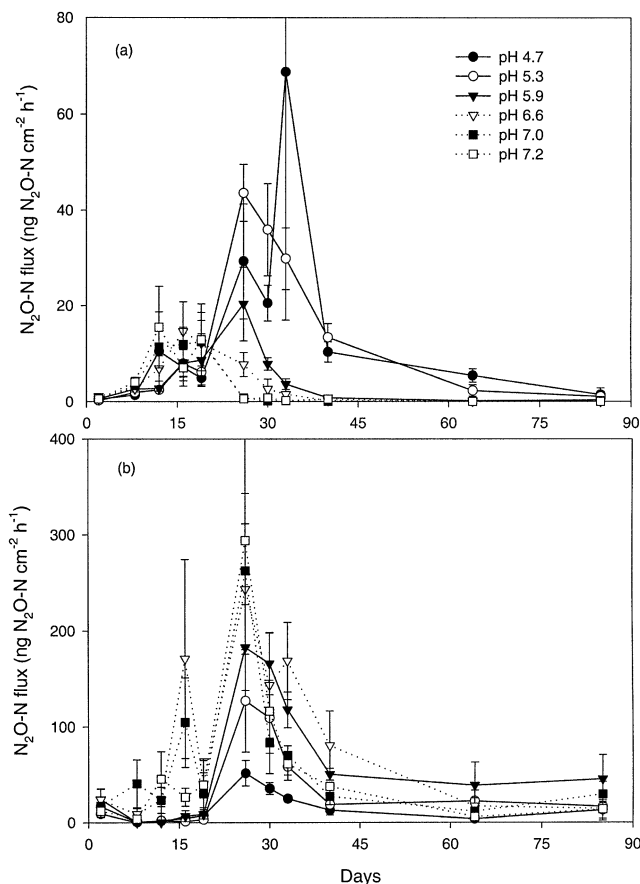 80
(a)
pH 4.7
pH 5.3
pH 5.9
pH 6.6
pH 7.0
pH 7.2
60
40
20
0
N₂O-N flux (ng N₂O-N cm⁻² h⁻¹)
0 15 30 45 60 75 90
400
(b)
300
200
100
0
N₂O-N flux (ng N₂O-N cm⁻² h⁻¹)
0 15 30 45 60 75 90
Days